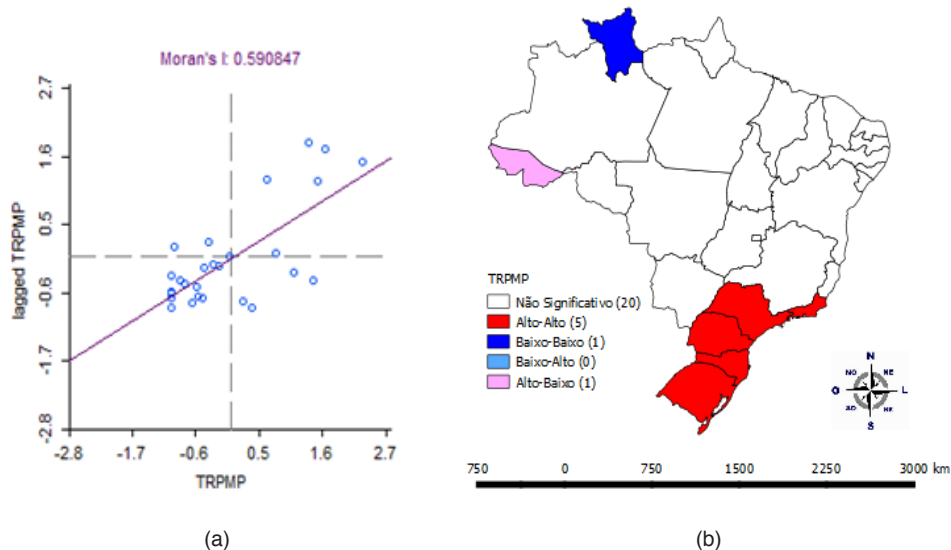 Moran's I: 0.590847
2.7
1.6
0.5
-0.6
-1.7
-2.8
lagged TRPMP
-2.8 -1.7 -0.6 0.5 1.6 2.7
TRPMP
(a)
TRPMP
Não Significativo (20)
Alto-Alto (5)
Baixo-Baixo (1)
Baixo-Alto (0)
Alto-Baixo (1)
N
NO NE
O L
SO
S
750 0 750 1500 2250 3000 km
(b)